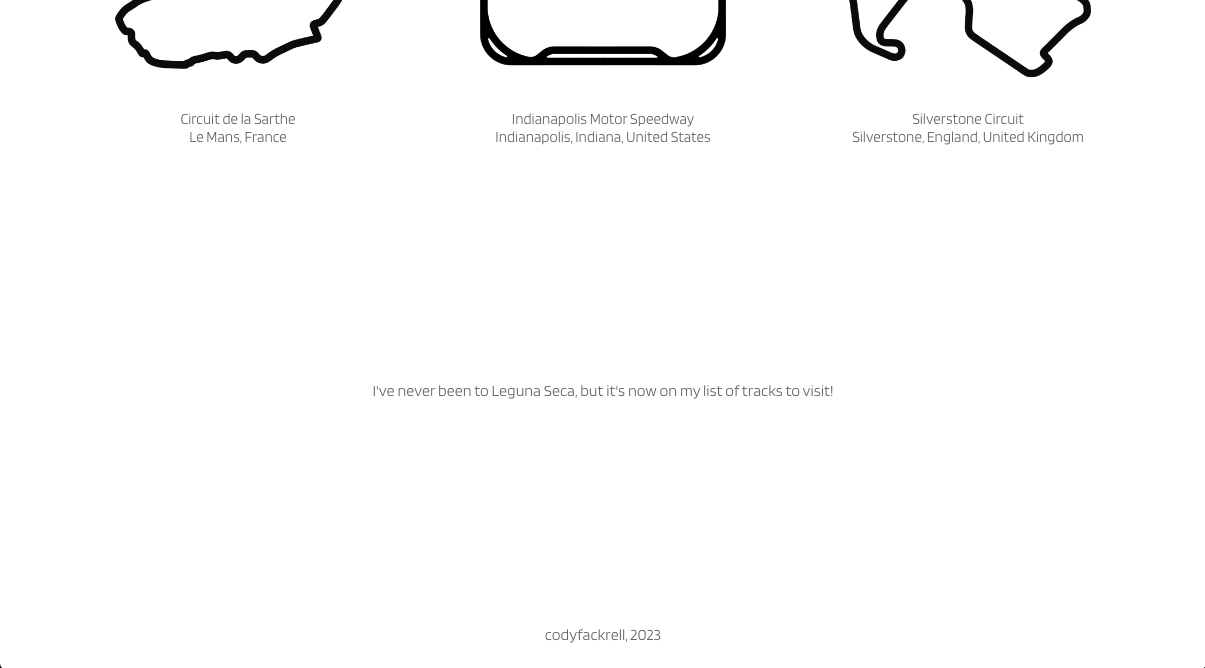 Circuit de la Sarthe
Le Mans, France
Indianapolis Motor Speedway
Indianapolis, Indiana, United States
Silverstone Circuit
Silverstone, England, United Kingdom
I've never been to Leguna Seca, but it's now on my list of tracks to visit!
codyfackrell, 2023